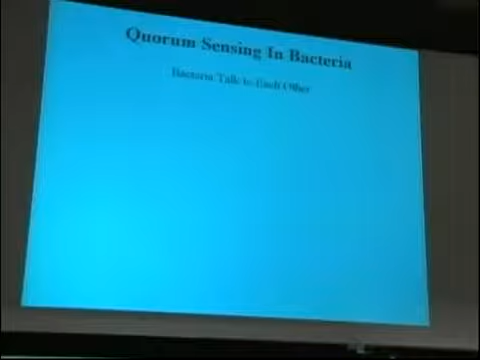 Quorum Sensing In Bacteria
Bacteria Talk to Each Other